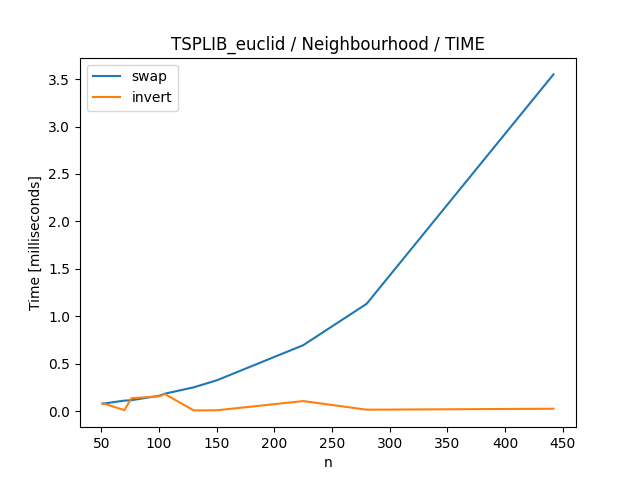 TSPLIB_euclid / Neighbourhood / TIME
swap
invert
Time [milliseconds]
3.5
3.0
2.5
2.0
1.5
1.0
0.5
0.0
50 100 150 200 250 300 350 400 450
n